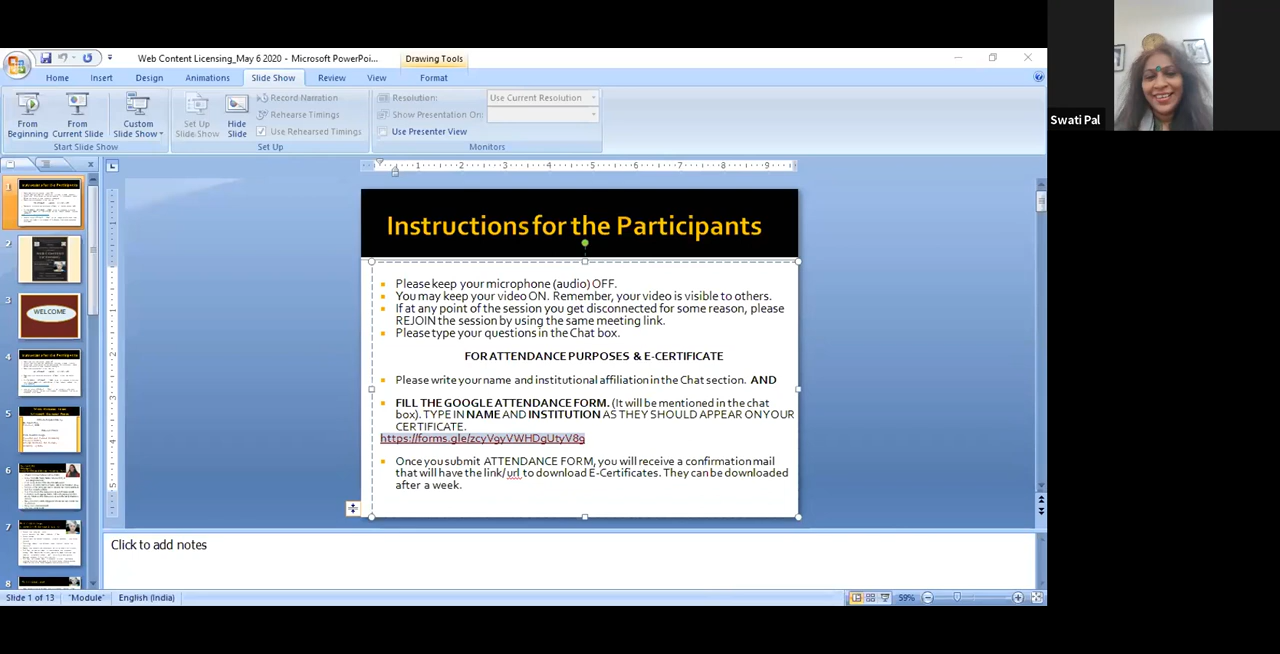 Web Content Licensing_May 6 2020 - Microsoft PowerPoi...
Drawing Tools
Home Insert Design Animations Slide Show Review View Format
From Beginning
From Current Slide
Custom Slide Show
Start Slide Show
Set Up Slide Show
Hide Slide
Record Narration
Rehearse Timings
Use Rehearsed Timings
Set Up
Resolution: Use Current Resolution
Show Presentation On:
Use Presenter View
Monitors
Swati Pal
1
2
3
WELCOME
4
5
6
7
8
Instructions for the Participants
Please keep your microphone (audio) OFF.
You may keep your video ON. Remember, your video is visible to others.
If at any point of the session you get disconnected for some reason, please
REJOIN the session by using the same meeting link.
Please type your questions in the Chat box.
FOR ATTENDANCE PURPOSES & E-CERTIFICATE
Please write your name and institutional affiliation in the Chat section. AND
FILL THE GOOGLE ATTENDANCE FORM. (It will be mentioned in the chat
box). TYPE IN NAME AND INSTITUTION AS THEY SHOULD APPEAR ON YOUR
CERTIFICATE.
https://forms.gle/zcyVgyVWHDgUtyV89
Once you submit ATTENDANCE FORM, you will receive a confirmation mail
that will have the link/url to download E-Certificates. They can be downloaded
after a week.
Click to add notes
Slide 1 of 13 "Module" English (India) 59%